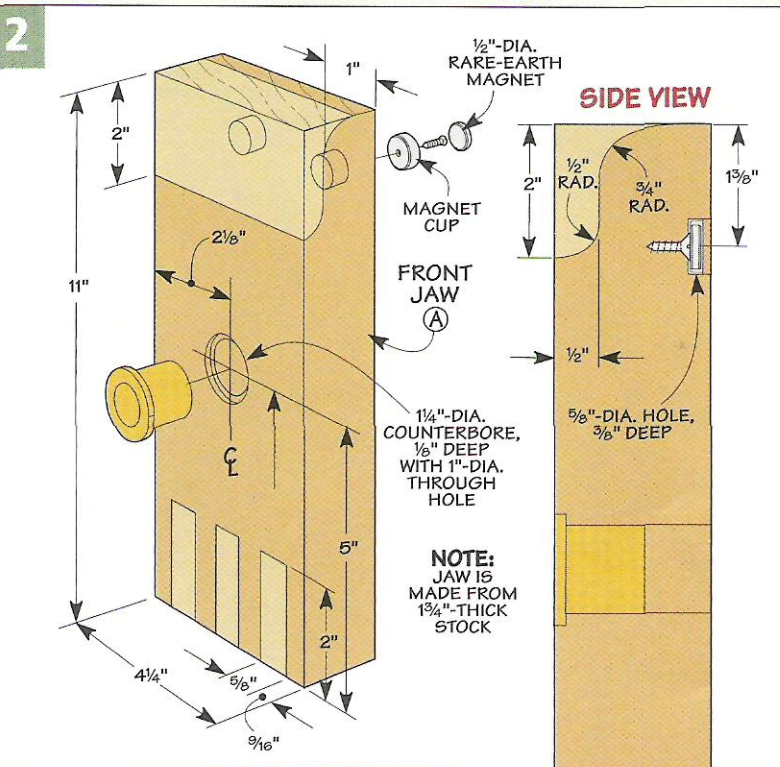 2
½"-DIA.
RARE-EARTH
MAGNET
1"
2"
MAGNET
CUP
2⅛"
11"
FRONT
JAW
A
1¼"-DIA.
COUNTERBORE,
⅛" DEEP
WITH 1"-DIA.
THROUGH
HOLE
CL
5"
2"
4¼"
⅝"
9/16"
NOTE:
JAW IS
MADE FROM
1¾"-THICK
STOCK
SIDE VIEW
2"
½"
RAD.
¾"
RAD.
1⅜"
½"
⅝"-DIA. HOLE,
⅜" DEEP